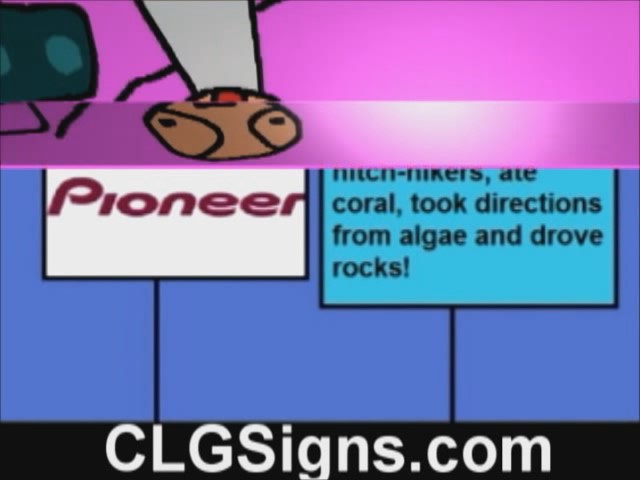 Pioneer
hitch-hikers, ate
coral, took directions
from algae and drove
rocks!
CLGSigns.com